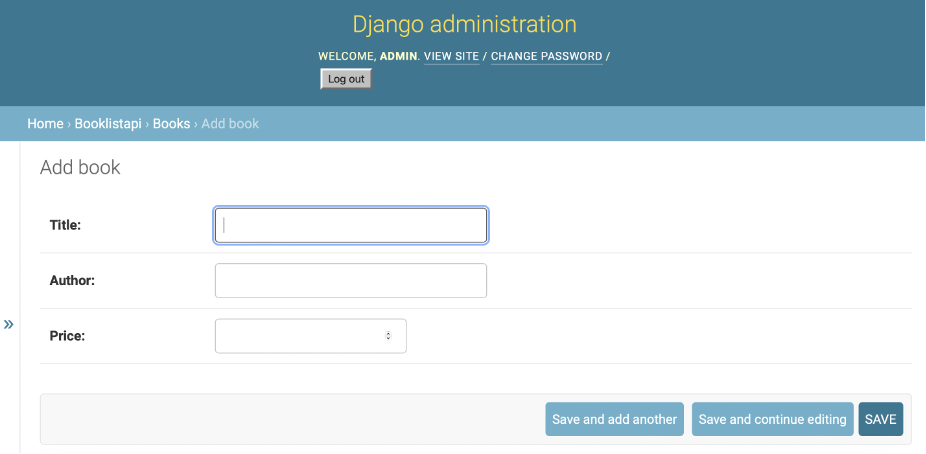 Django administration
WELCOME, ADMIN. VIEW SITE / CHANGE PASSWORD /
Log out
Home › Booklistapi › Books › Add book
Add book
Title:
Author:
»
Price:
Save and add another Save and continue editing SAVE